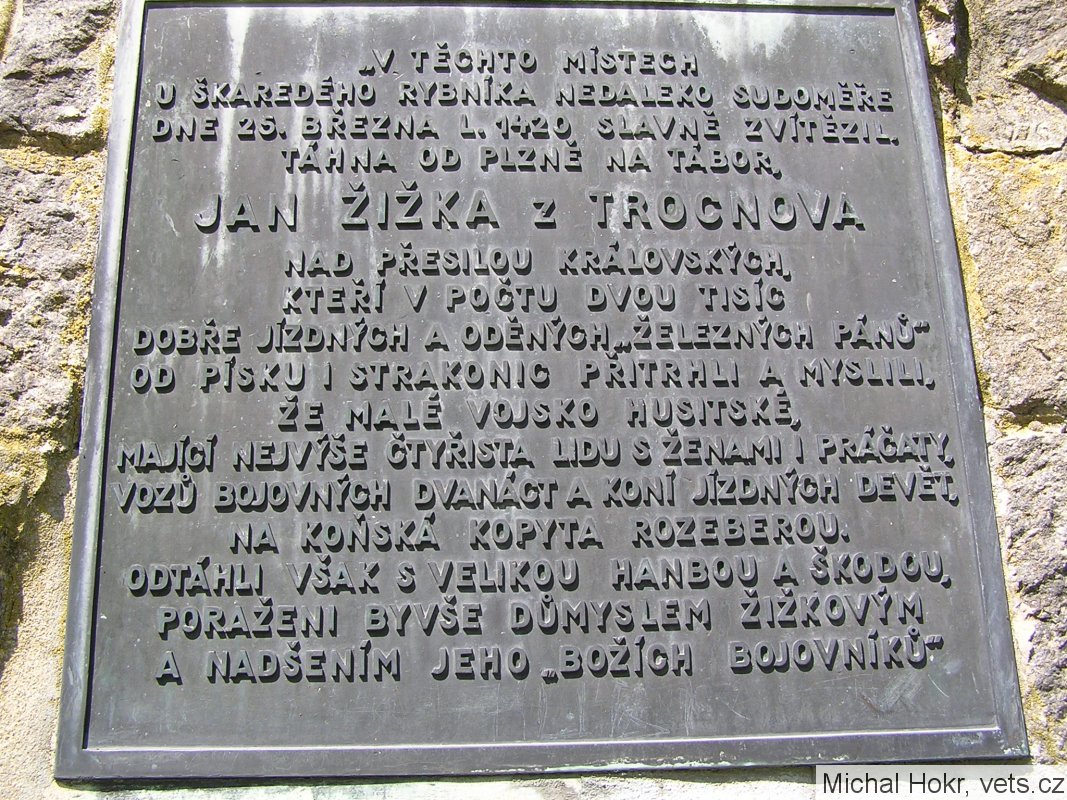 „V TĚCHTO MÍSTECH
U ŠKAREDÉHO RYBNÍKA NEDALEKO SUDOMĚŘE
DNE 25. BŘEZNA L. 1420 SLAVNĚ ZVÍTĚZIL,
TÁHNA OD PLZNĚ NA TÁBOR,
JAN ŽIŽKA z TROCNOVA
NAD PŘESILOU KRÁLOVSKÝCH,
KTEŘÍ V POČTU DVOU TISÍC
DOBŘE JÍZDNÝCH A ODĚNÝCH „ŽELEZNÝCH PÁNŮ“
OD PÍSKU I STRAKONIC PŘITRHLI A MYSLILI,
ŽE MALÉ VOJSKO HUSITSKÉ,
MAJÍCÍ NEJVÝŠE ČTYŘISTA LIDU S ŽENAMI I PRÁČATY,
VOZŮ BOJOVNÝCH DVANÁCT A KONÍ JÍZDNÝCH DEVĚT,
NA KOŇSKÁ KOPYTA ROZEBEROU.
ODTÁHLI VŠAK S VELIKOU HANBOU A ŠKODOU,
PORAŽENI BYVŠE DŮMYSLEM ŽIŽKOVÝM
A NADŠENÍM JEHO „BOŽÍCH BOJOVNÍKŮ“
Michal Hokr, vets.cz